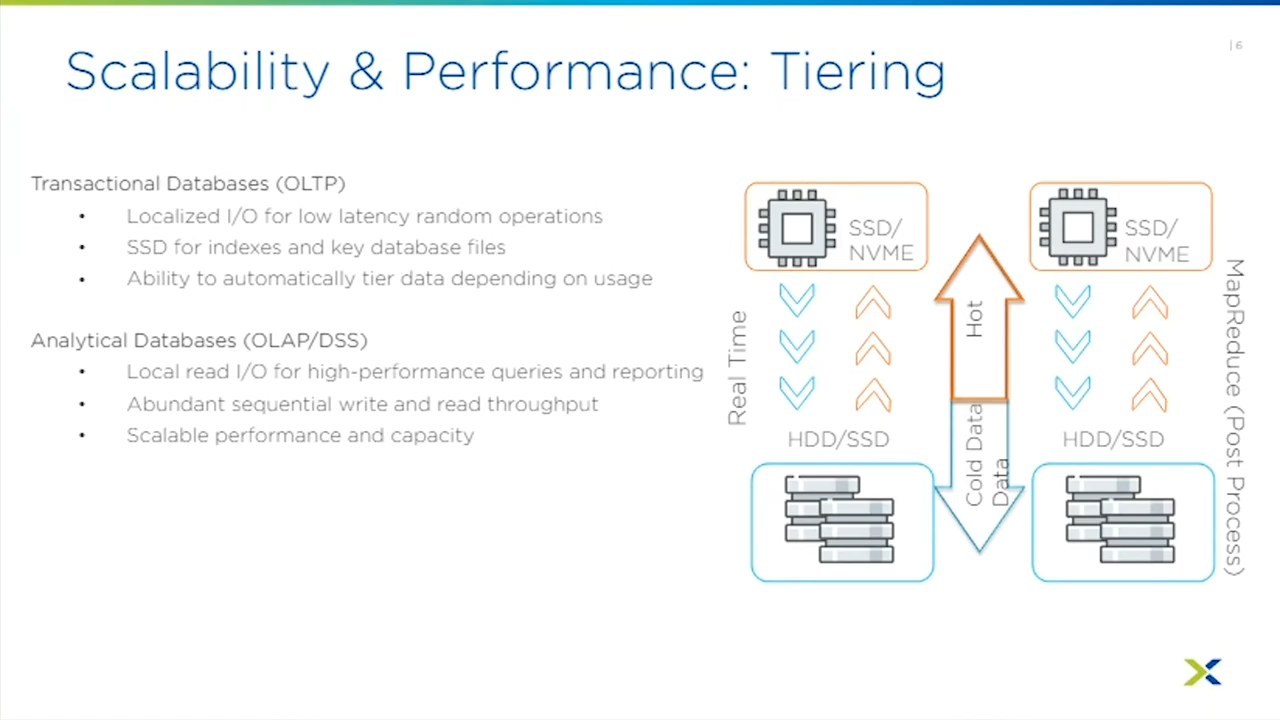 | 6
Scalability & Performance: Tiering
Transactional Databases (OLTP)
• Localized I/O for low latency random operations
• SSD for indexes and key database files
• Ability to automatically tier data depending on usage
Analytical Databases (OLAP/DSS)
• Local read I/O for high-performance queries and reporting
• Abundant sequential write and read throughput
• Scalable performance and capacity
Real Time
SSD/
NVME
HDD/SSD
Hot
Cold Data
Data
SSD/
NVME
HDD/SSD
MapReduce (Post Process)